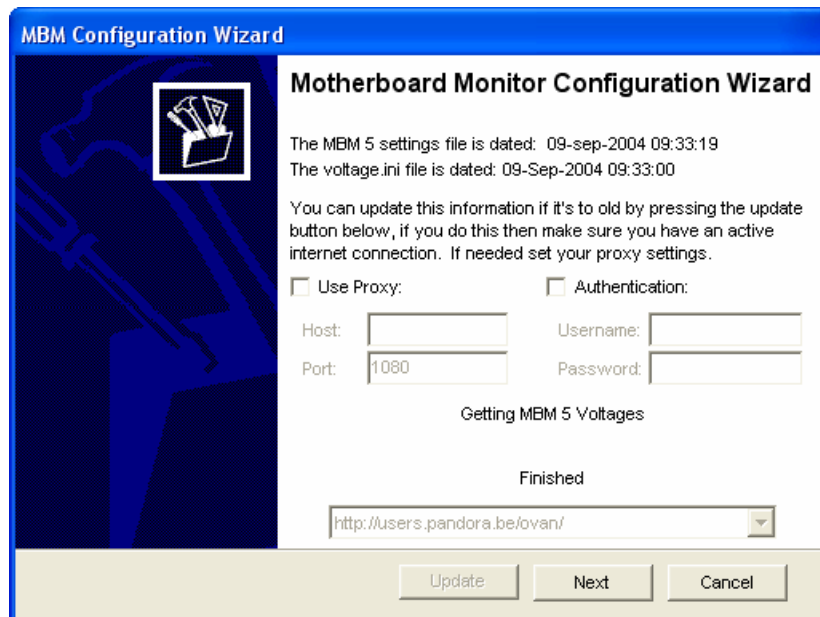 MBM Configuration Wizard
Motherboard Monitor Configuration Wizard
The MBM 5 settings file is dated: 09-sep-2004 09:33:19
The voltage.ini file is dated: 09-Sep-2004 09:33:00
You can update this information if it's to old by pressing the update
button below, if you do this then make sure you have an active
internet connection. If needed set your proxy settings.
Use Proxy: Authentication:
Host: Username:
Port: 1080 Password:
Getting MBM 5 Voltages
Finished
http://users.pandora.be/ovan/
Update Next Cancel